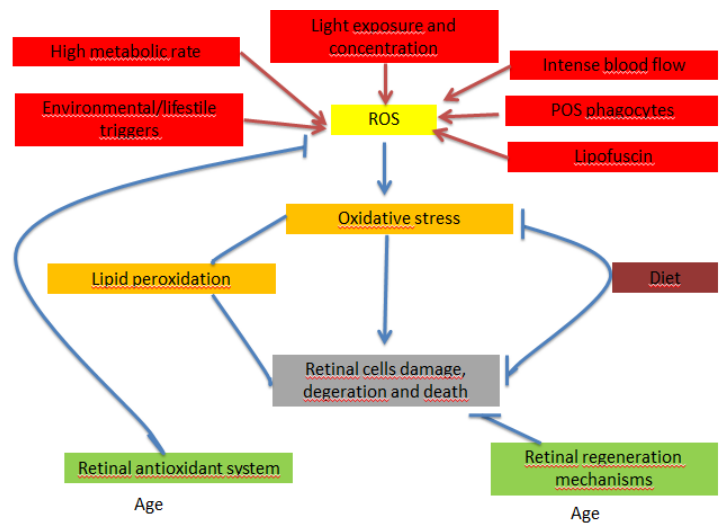 Light exposure and
concentration
High metabolic rate
Intense blood flow
Environmental/lifestile
triggers
ROS
POS phagocytes
Lipofuscin
Oxidative stress
Lipid peroxidation
Diet
Retinal cells damage,
degeration and death
Retinal antioxidant system
Retinal regeneration
mechanisms
Age
Age